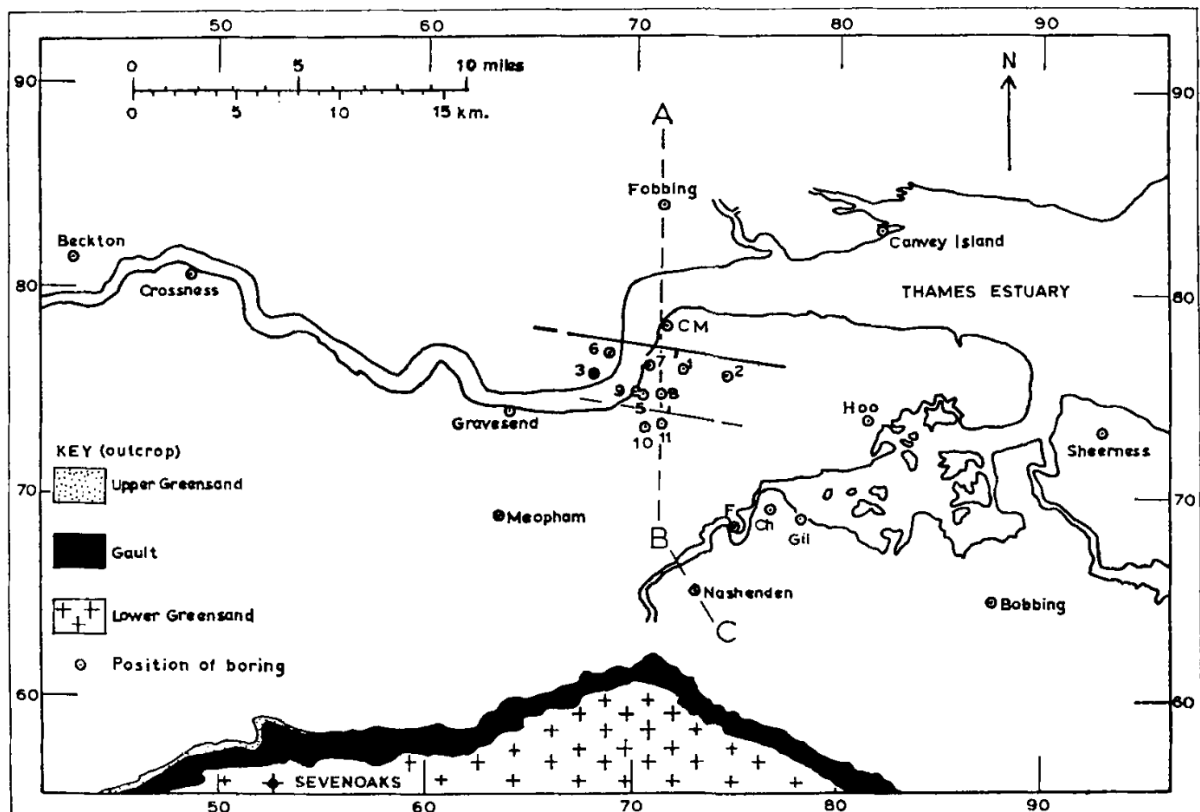 50 60 70 80 90
0 5 10 miles
0 5 10 15 km.
N
90 90
A
Fobbing
Beckton
Canvey Island
Crossness
80 80
THAMES ESTUARY
CM
6 7 1
3 2
9 8
5
Gravesend
Hoo
10 11
Sheerness
KEY (outcrop)
Upper Greensand
70 70
Meopham
F
Ch
Gil
B
Gault
Nashenden
Bobbing
C
Lower Greensand
Position of boring
60 60
SEVENOAKS
50 60 70 80 90